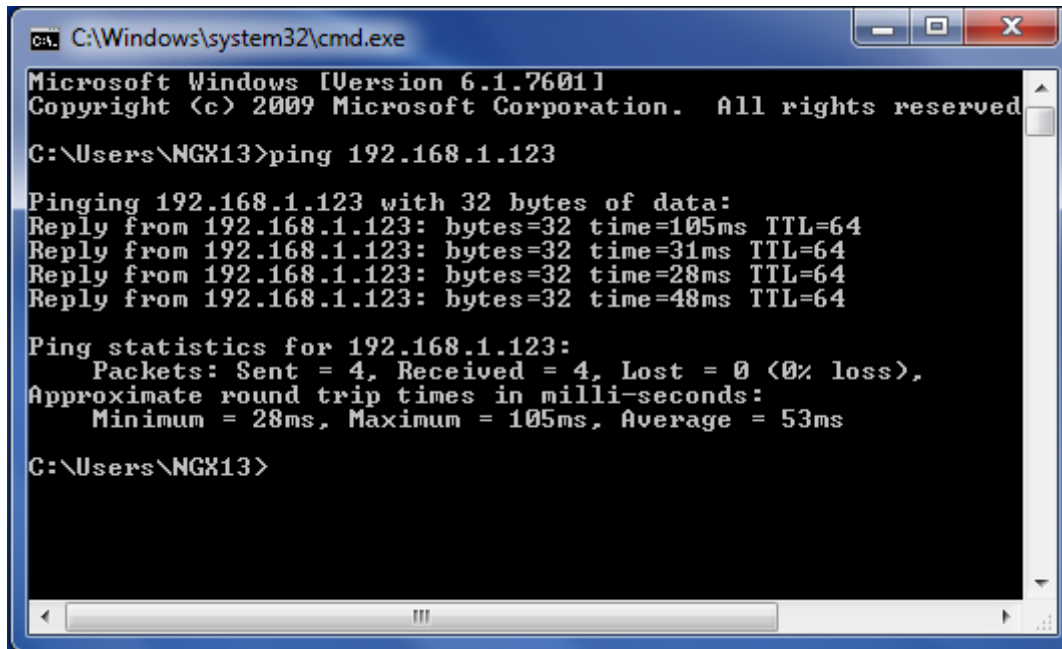 C:\Windows\system32\cmd.exe
Microsoft Windows [Version 6.1.7601]
Copyright (c) 2009 Microsoft Corporation.  All rights reserved
C:\Users\NGX13>ping 192.168.1.123
Pinging 192.168.1.123 with 32 bytes of data:
Reply from 192.168.1.123: bytes=32 time=105ms TTL=64
Reply from 192.168.1.123: bytes=32 time=31ms TTL=64
Reply from 192.168.1.123: bytes=32 time=28ms TTL=64
Reply from 192.168.1.123: bytes=32 time=48ms TTL=64
Ping statistics for 192.168.1.123:
    Packets: Sent = 4, Received = 4, Lost = 0 (0% loss),
Approximate round trip times in milli-seconds:
    Minimum = 28ms, Maximum = 105ms, Average = 53ms
C:\Users\NGX13>